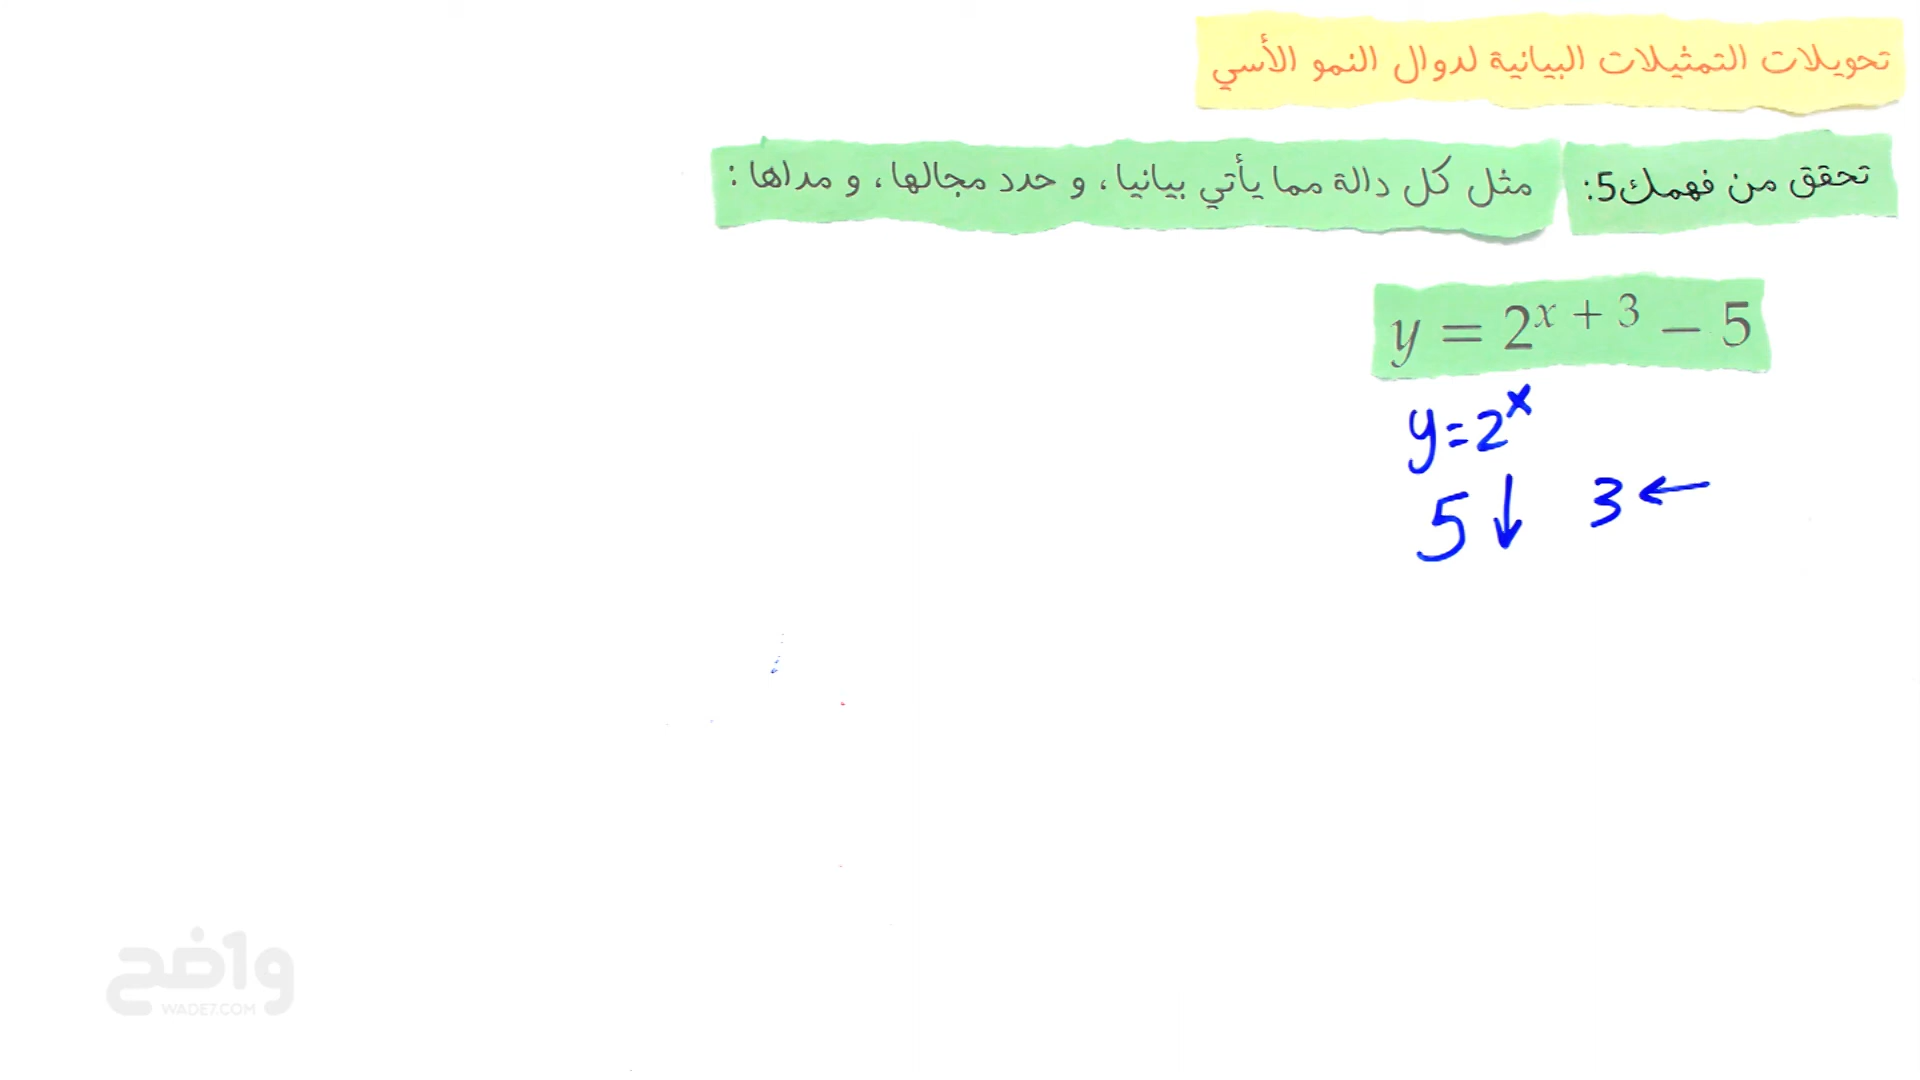 تحويلات التمثيلات البيانية لدوال النمو الأسي
تحقق من فهمك5: مثل كل دالة مما يأتي بيانيا، و حدد مجالها، و مداها:
y = 2^{x + 3} − 5
y=2^x
5 ↓ 3 ←
واضح
WADE7.COM